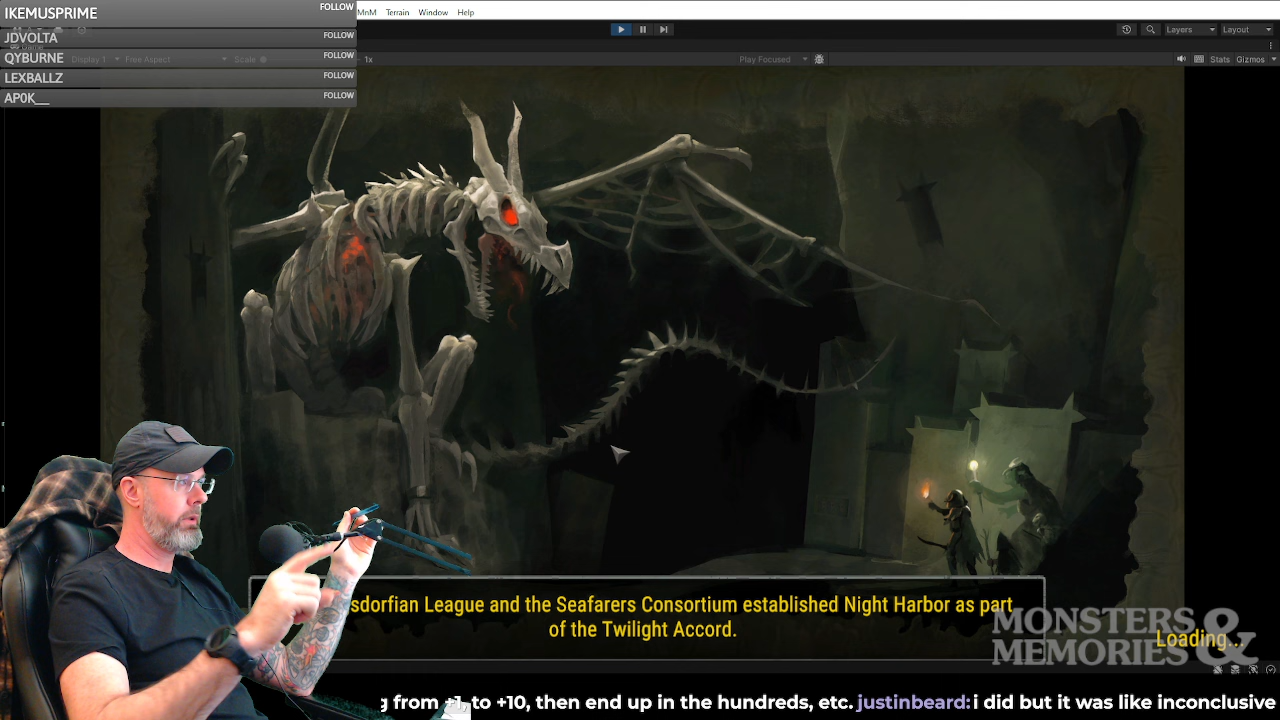 IKEMUSPRIME FOLLOW
MnM Terrain Window Help
JDVOLTA FOLLOW
Layers Layout
QYBURNE FOLLOW
Display 1 Free Aspect Scale 1x Play Focused Stats Gizmos
LEXBALLZ FOLLOW
AP0K__ FOLLOW
sdorfian League and the Seafarers Consortium established Night Harbor as part
of the Twilight Accord.
MONSTERS &
MEMORIES
Loading...
g from +1, to +10, then end up in the hundreds, etc. justinbeard: i did but it was like inconclusive